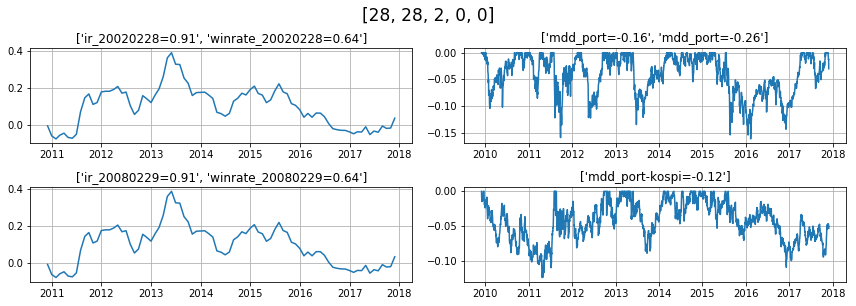 [28, 28, 2, 0, 0]
['ir_20020228=0.91', 'winrate_20020228=0.64']
0.4
0.2
0.0
2011 2012 2013 2014 2015 2016 2017 2018
['mdd_port=-0.16', 'mdd_port=-0.26']
0.00
−0.05
−0.10
−0.15
2010 2011 2012 2013 2014 2015 2016 2017 2018
['ir_20080229=0.91', 'winrate_20080229=0.64']
0.4
0.2
0.0
2011 2012 2013 2014 2015 2016 2017 2018
['mdd_port-kospi=-0.12']
0.00
−0.05
−0.10
2010 2011 2012 2013 2014 2015 2016 2017 2018